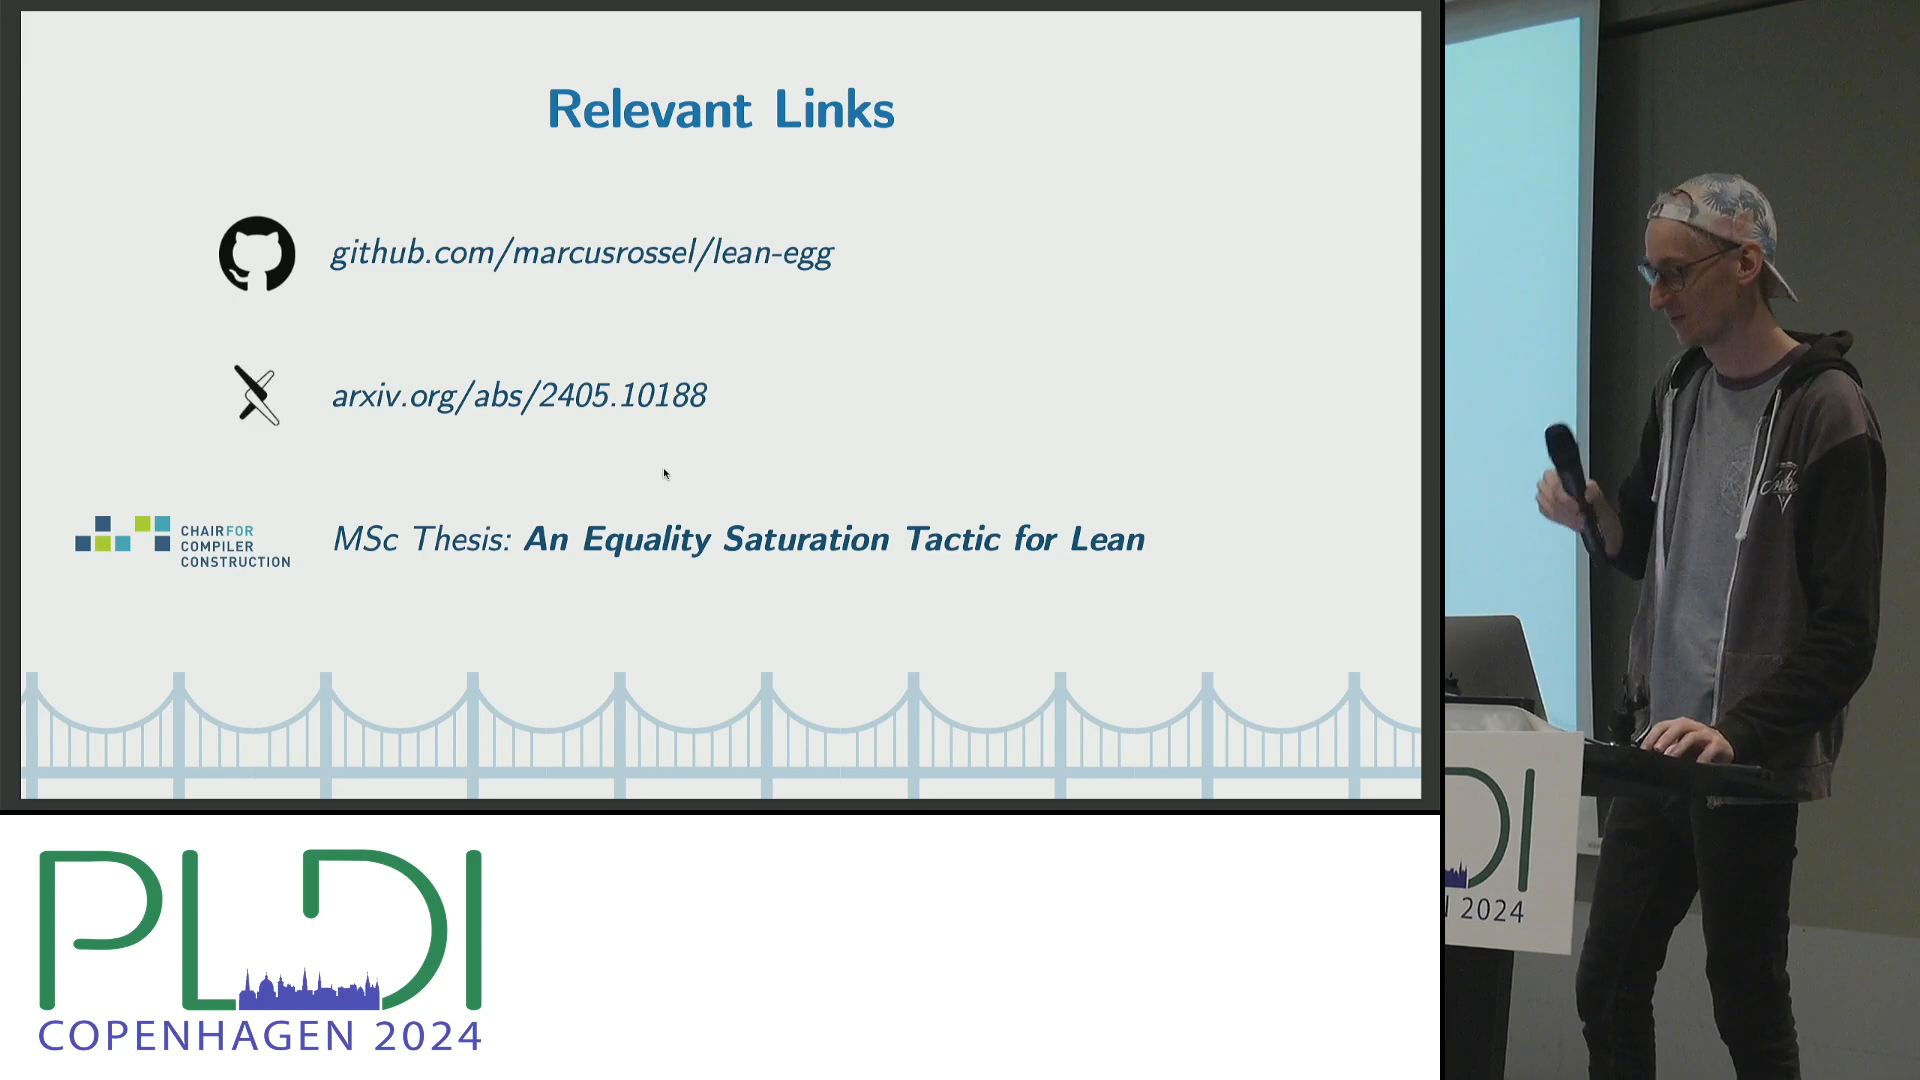 Relevant Links
github.com/marcusrossel/lean-egg
arxiv.org/abs/2405.10188
CHAIR FOR
COMPILER
CONSTRUCTION
MSc Thesis: An Equality Saturation Tactic for Lean
PLDI
COPENHAGEN 2024
DI
N 2024